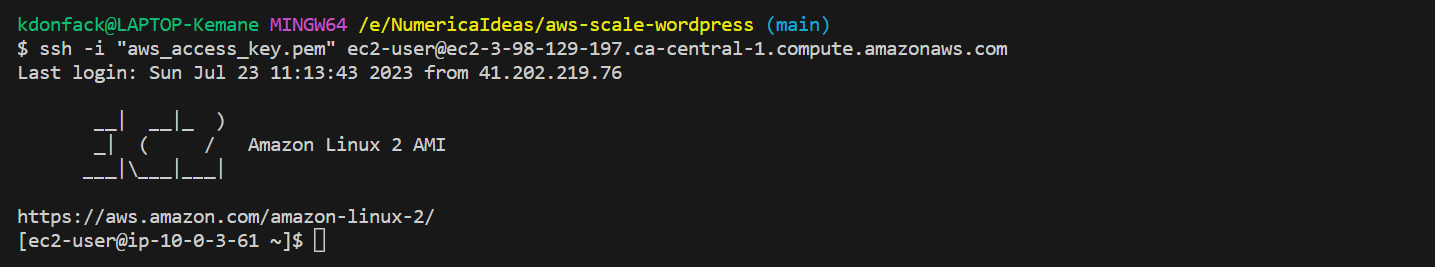 kdonfack@LAPTOP-Kemane MINGW64 /e/NumericaIdeas/aws-scale-wordpress (main)
$ ssh -i "aws_access_key.pem" ec2-user@ec2-3-98-129-197.ca-central-1.compute.amazonaws.com
Last login: Sun Jul 23 11:13:43 2023 from 41.202.219.76
       __|  __|_  )
       _|  (     /   Amazon Linux 2 AMI
      ___|\___|___|
https://aws.amazon.com/amazon-linux-2/
[ec2-user@ip-10-0-3-61 ~]$